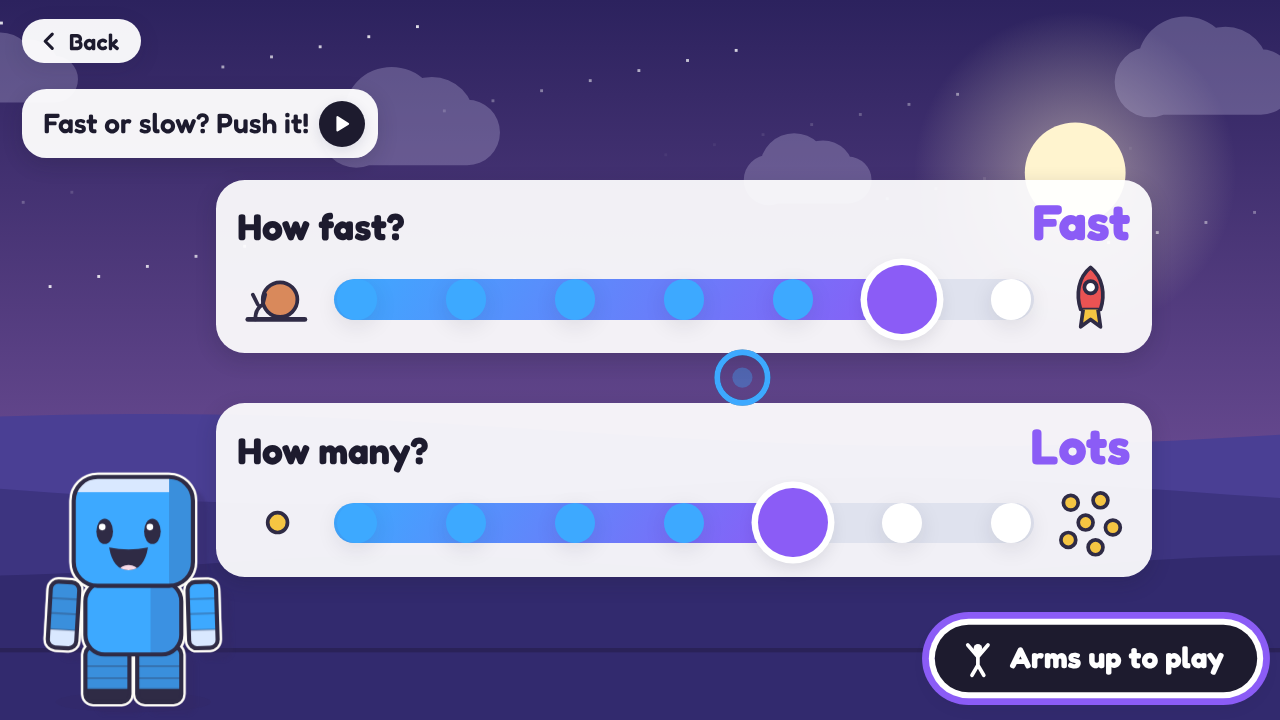 Back
Fast or slow? Push it!
How fast?
Fast
How many?
Lots
Arms up to play